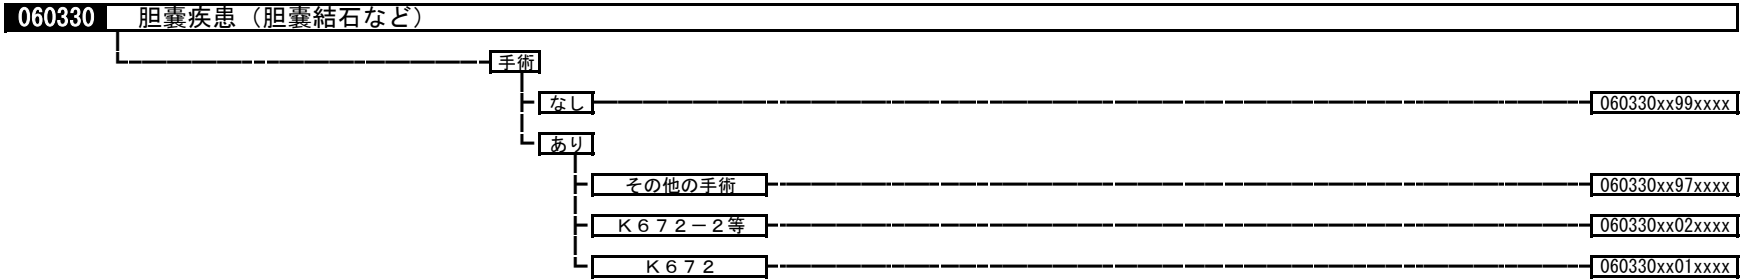 060330 胆嚢疾患（胆嚢結石など）
手術
なし 060330xx99xxxx
あり
その他の手術 060330xx97xxxx
Ｋ６７２－２等 060330xx02xxxx
Ｋ６７２ 060330xx01xxxx